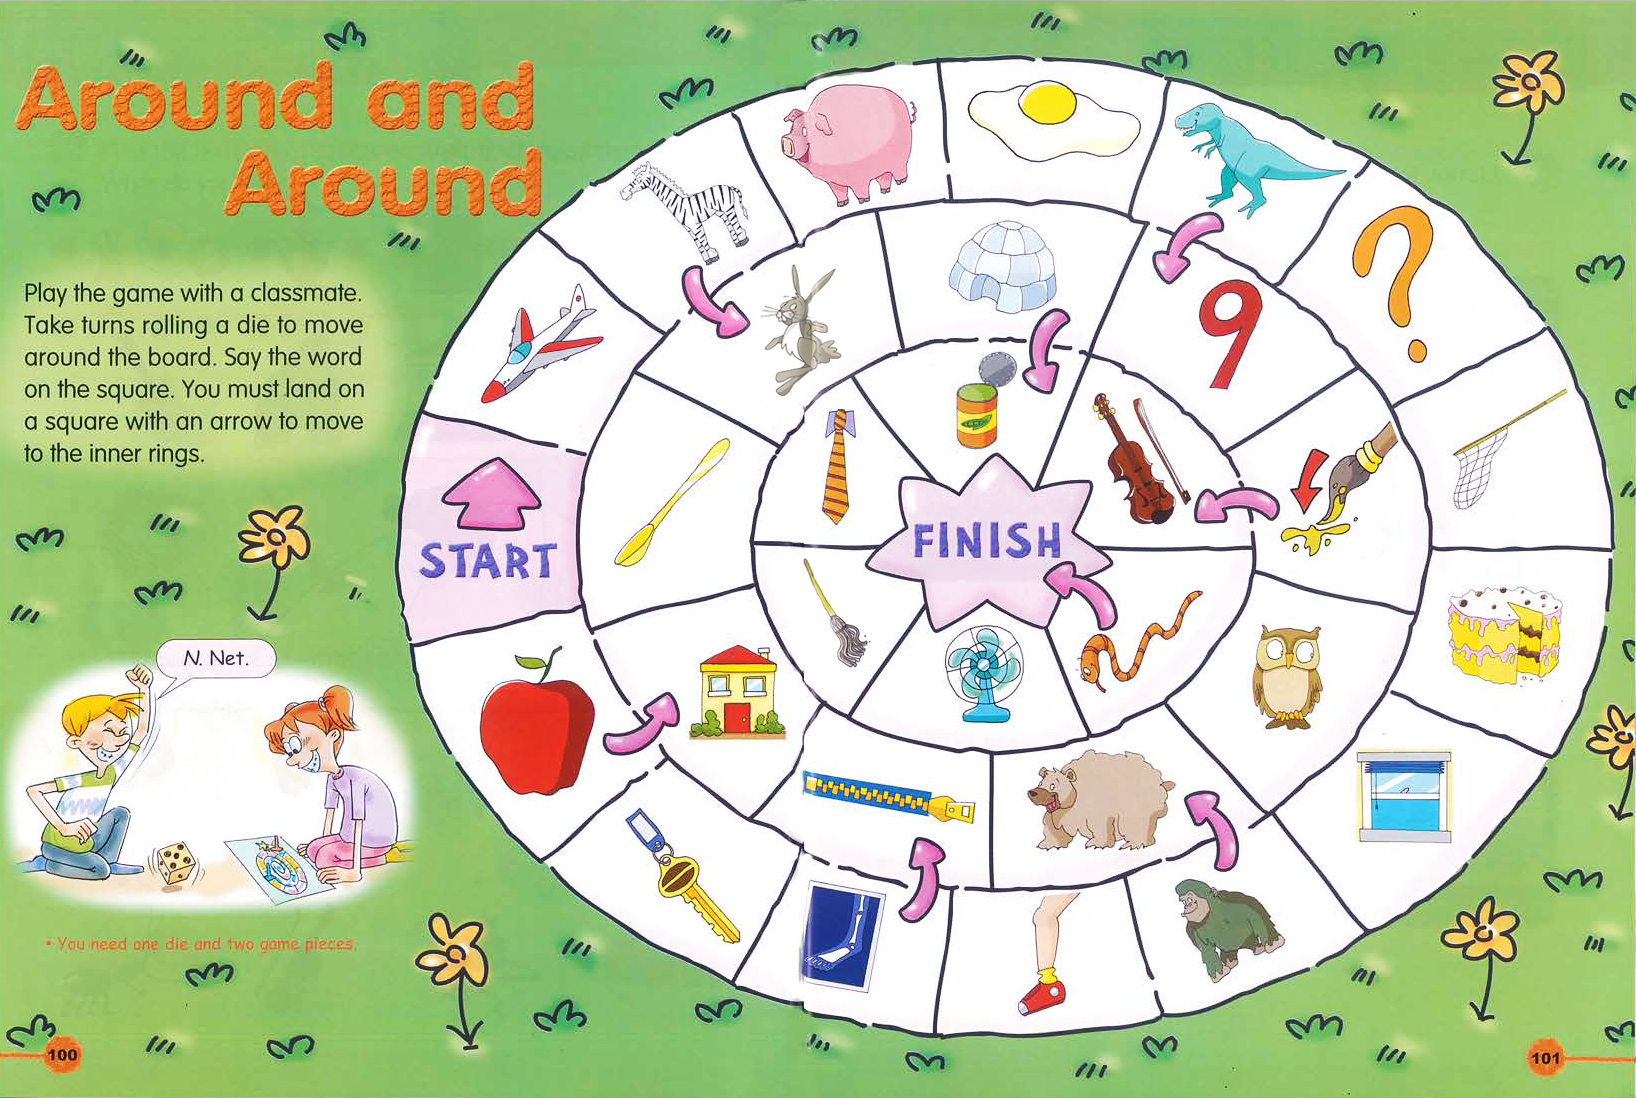 Around and
Around
Play the game with a classmate.
Take turns rolling a die to move
around the board. Say the word
on the square. You must land on
a square with an arrow to move
to the inner rings.
START
9
?
FINISH
N. Net.
• You need one die and two game pieces.
100
101